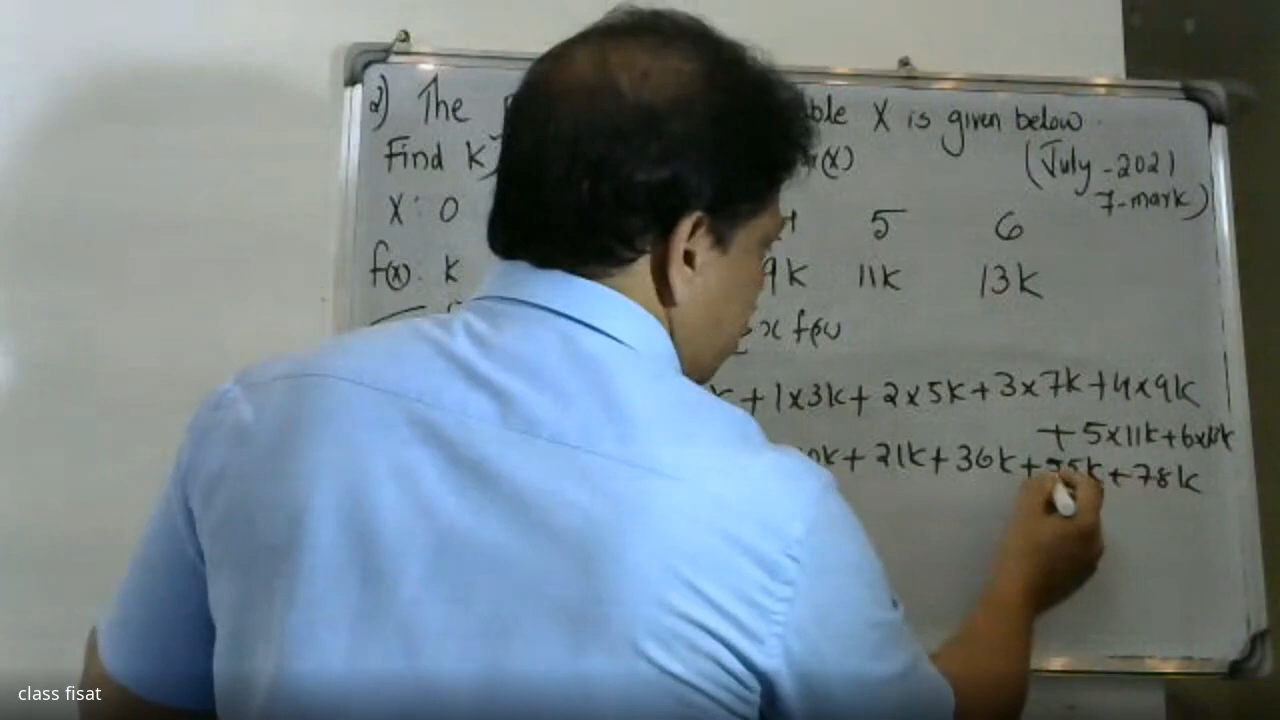 2) The ble X is given below
Find k (x) (July - 2021
7-mark)
X: 0 5 6
f(x): k 9k 11k 13k
x f(x)
+ 1x3k + 2x5k + 3x7k + 4x9k
+ 5x11k + 6x13k
+ 21k + 36k + 55k + 78k
class fisat